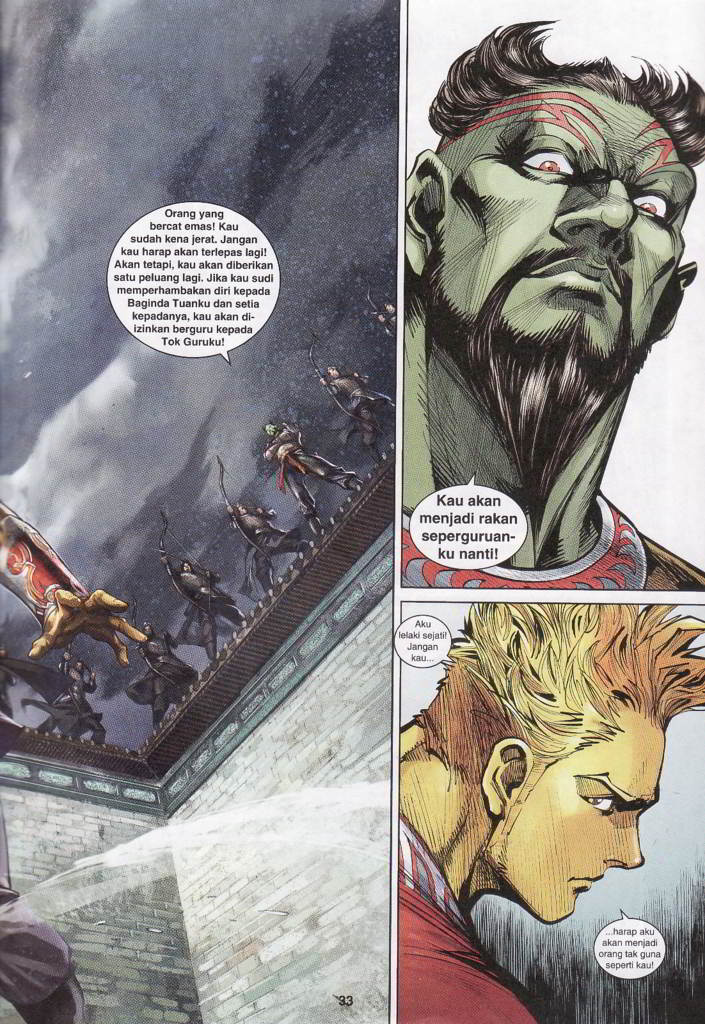 Orang yang
bercat emas! Kau
sudah kena jerat. Jangan
kau harap akan terlepas lagi!
Akan tetapi, kau akan diberikan
satu peluang lagi. Jika kau sudi
memperhambakan diri kepada
Baginda Tuanku dan setia
kepadanya, kau akan di-
izinkan berguru kepada
Tok Guruku!
Kau akan
menjadi rakan
seperguruan-
ku nanti!
Aku
lelaki sejati!
Jangan
kau...
...harap aku
akan menjadi
orang tak guna
seperti kau!
33